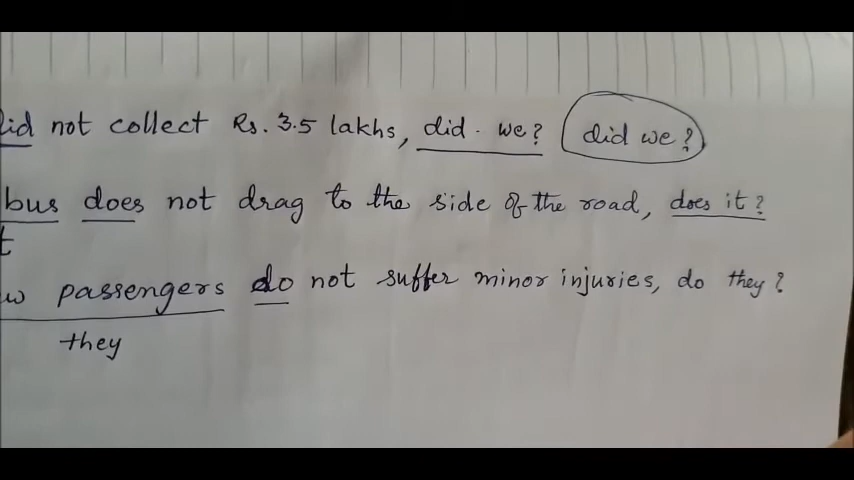 did not collect Rs. 3.5 lakhs, did. we? did we?
bus does not drag to the side of the road, does it?
t
w passengers do not suffer minor injuries, do they?
they